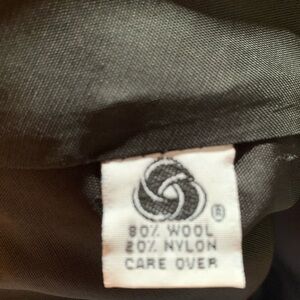 ®
80% WOOL
20% NYLON
CARE OVER